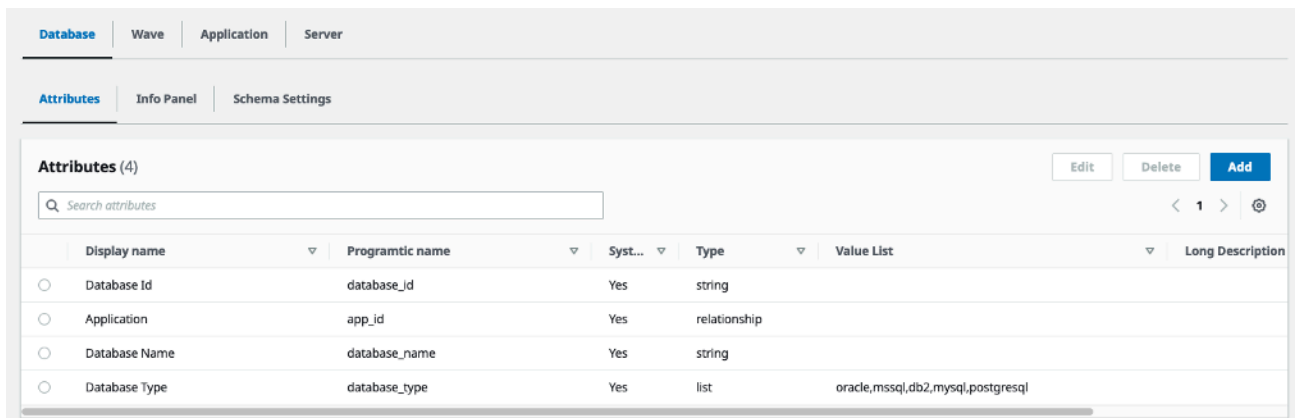 Database Wave Application Server
Attributes Info Panel Schema Settings
Attributes (4) Edit Delete Add
Search attributes 1
Display name Programtic name Syst... Type Value List Long Description
Database Id database_id Yes string
Application app_id Yes relationship
Database Name database_name Yes string
Database Type database_type Yes list oracle,mssql,db2,mysql,postgresql